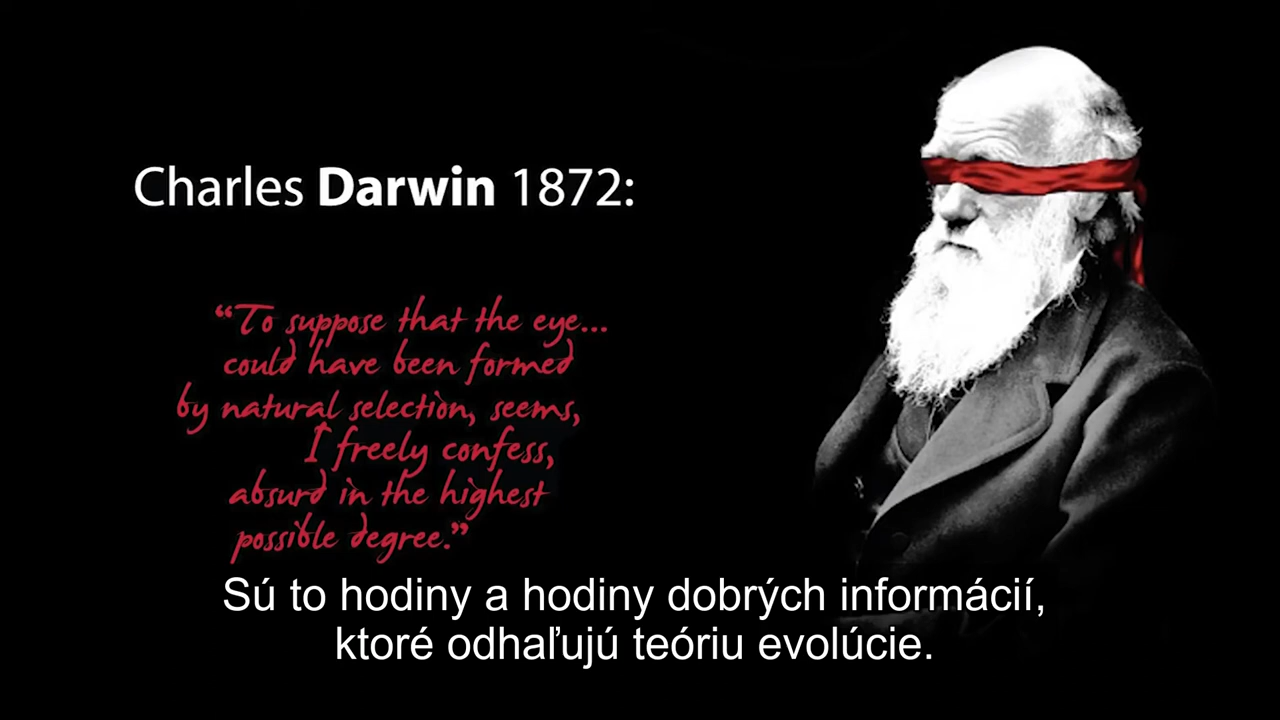 Charles Darwin 1872:
“To suppose that the eye...
could have been formed
by natural selection, seems,
I freely confess,
absurd in the highest
possible degree.”
Sú to hodiny a hodiny dobrých informácií,
ktoré odhaľujú teóriu evolúcie.